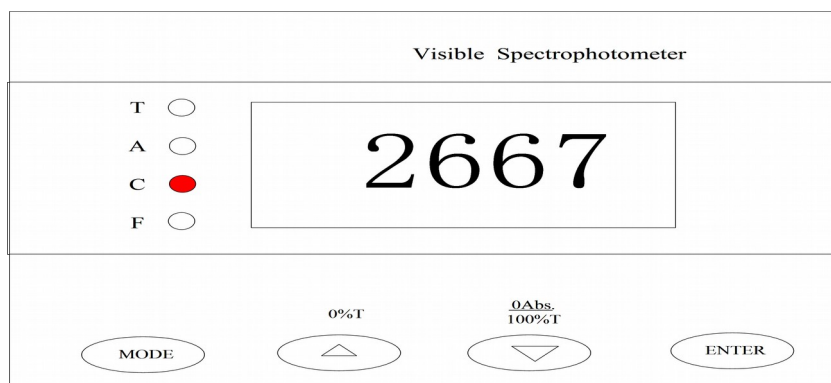 Visible Spectrophotometer
T
A
C
F
2667
0%T
0Abs.
100%T
MODE
ENTER